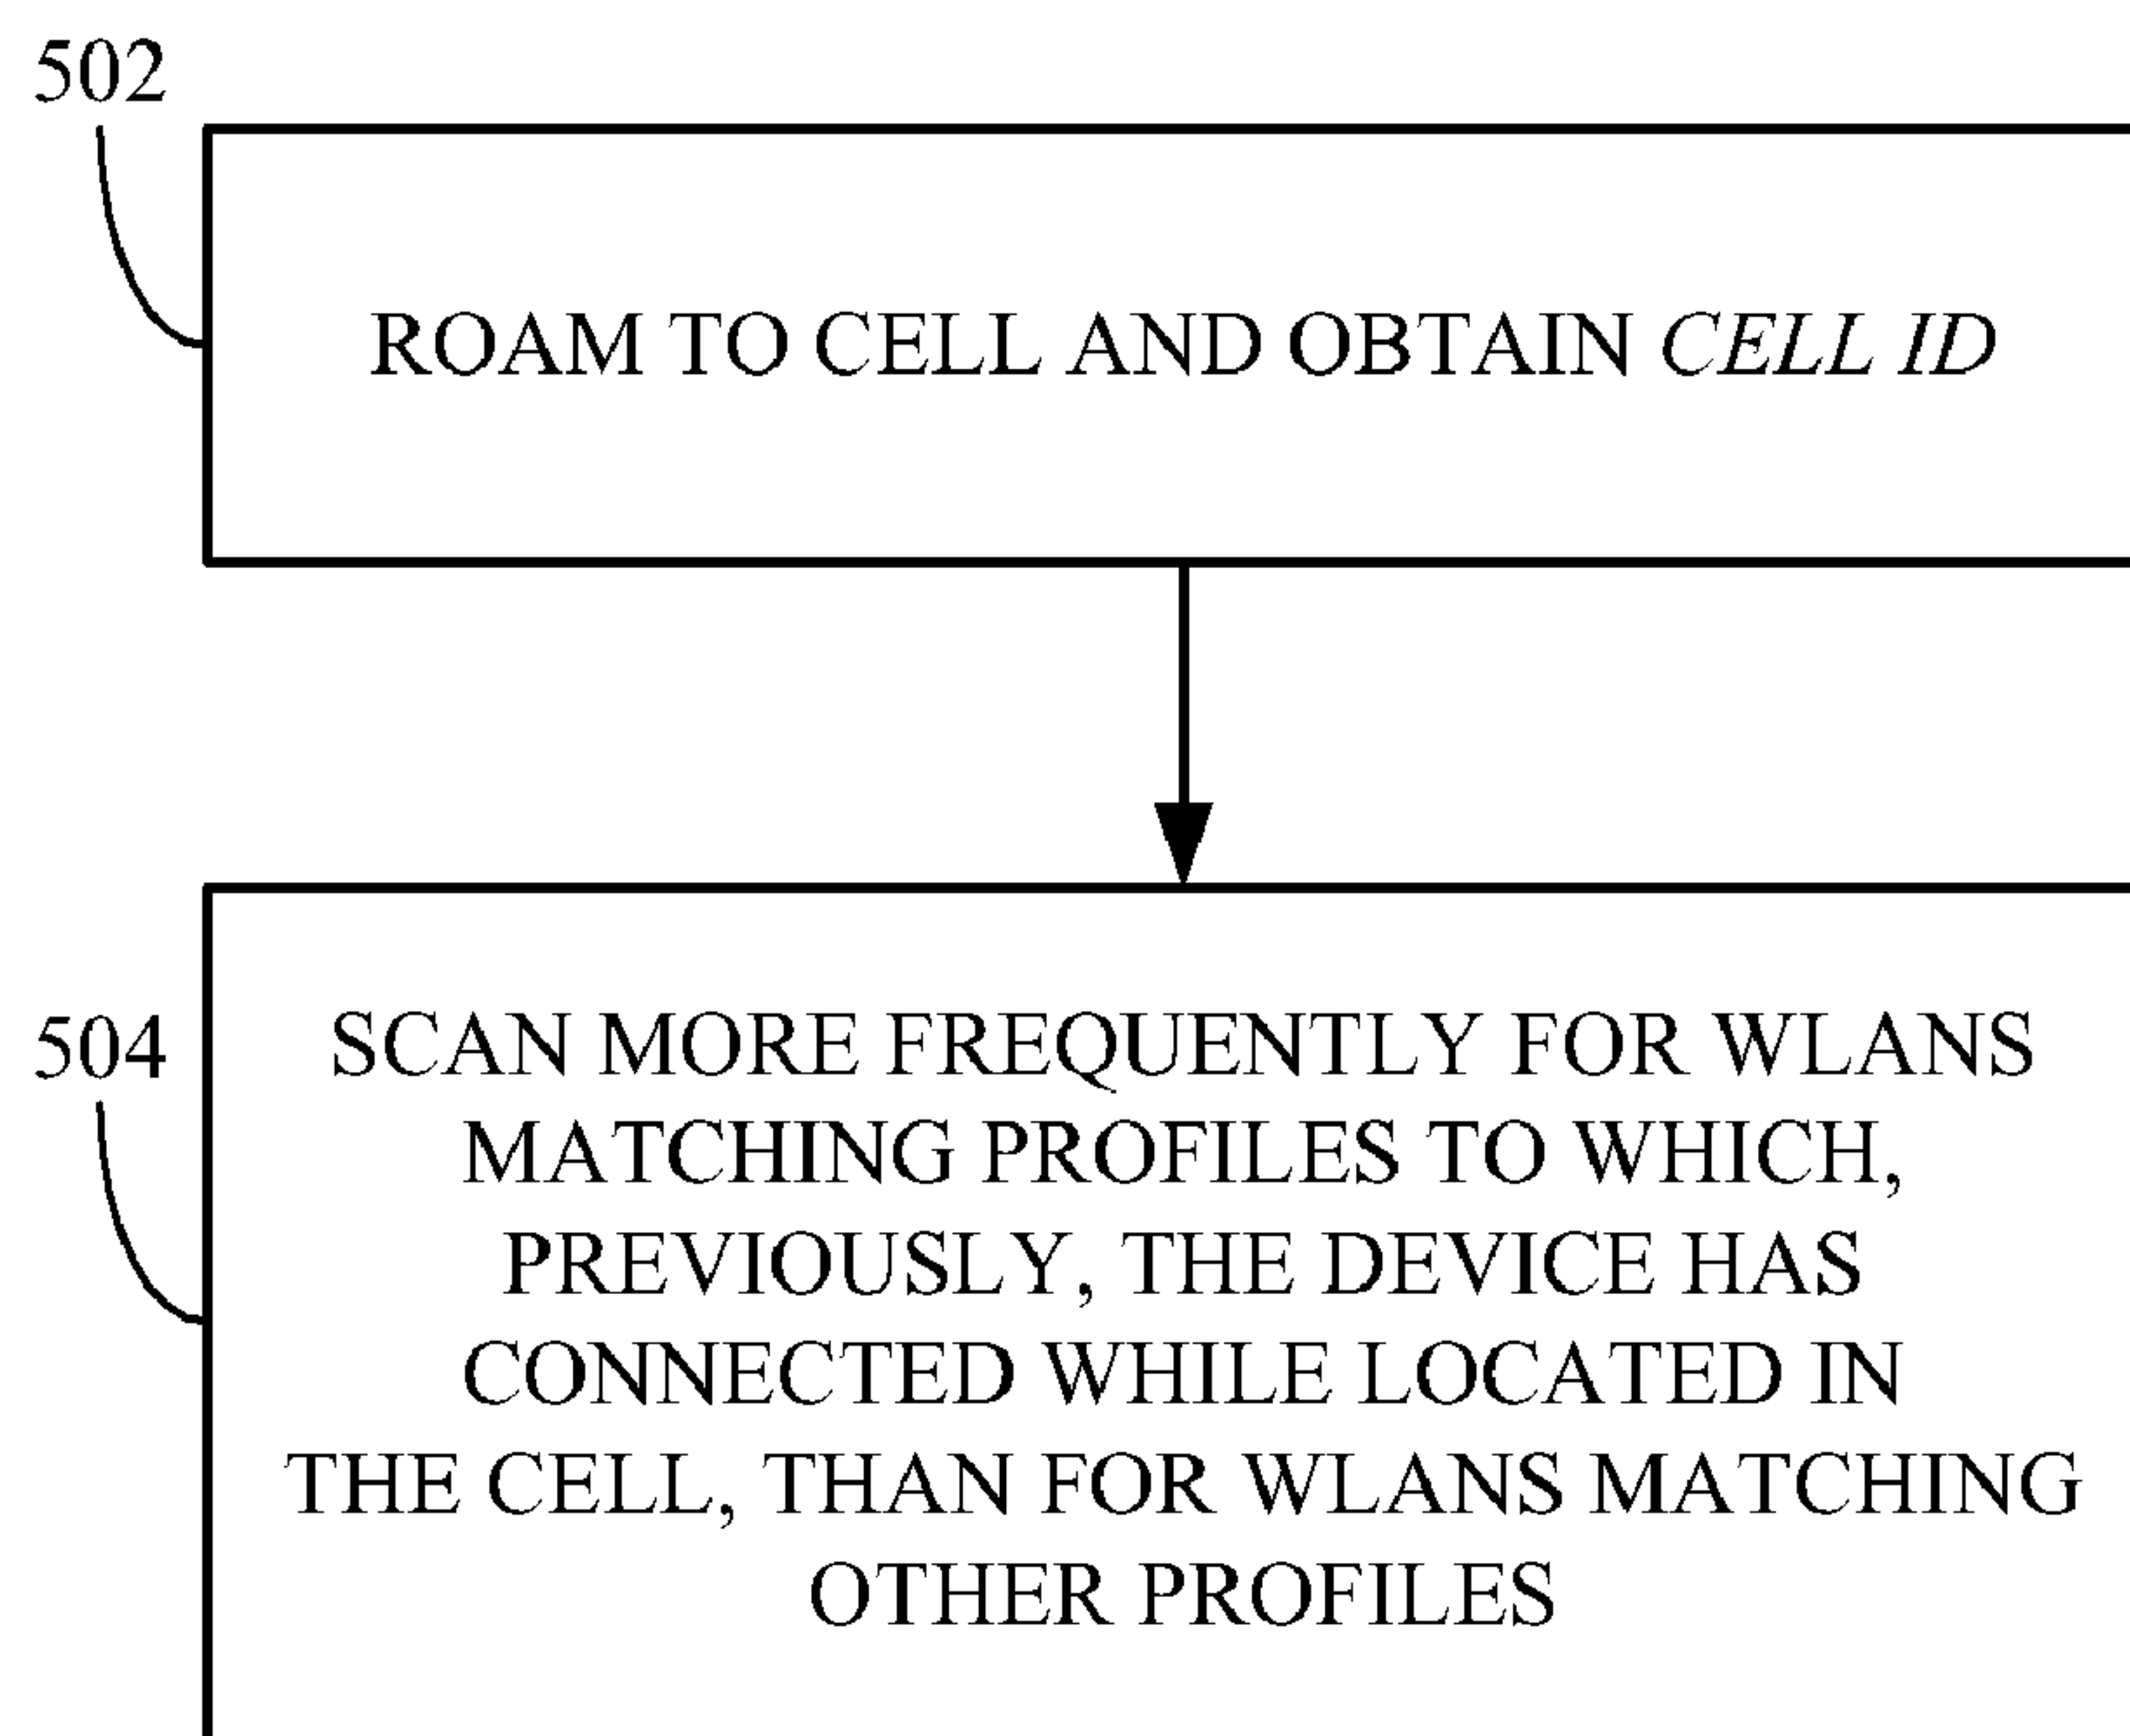 502
ROAM TO CELL AND OBTAIN CELL ID
504
SCAN MORE FREQUENTLY FOR WLANS
MATCHING PROFILES TO WHICH,
PREVIOUSLY, THE DEVICE HAS
CONNECTED WHILE LOCATED IN
THE CELL, THAN FOR WLANS MATCHING
OTHER PROFILES